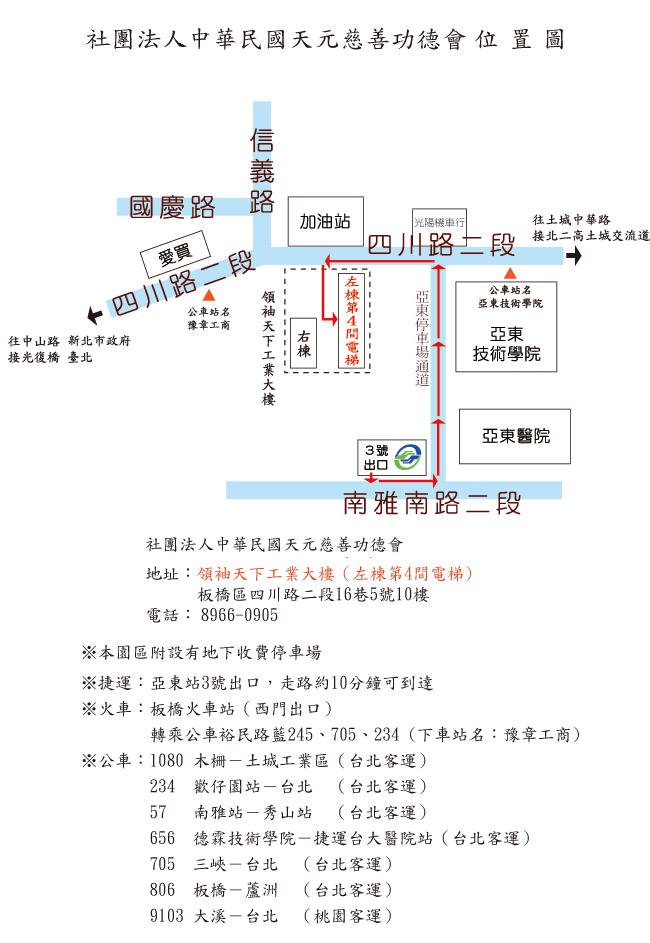 社團法人中華民國天元慈善功德會 位 置 圖
信義路
國慶路
加油站
光陽機車行
往土城中華路
接北二高土城交流道
四川路二段
愛買
四川路二段
公車站名
豫章工商
公車站名
亞東技術學院
往中山路 新北市政府
接光復橋 臺北
領袖天下工業大樓
右棟
左棟第4間電梯
亞東停車場通道
亞東
技術學院
亞東醫院
3號
出口
南雅南路二段
社團法人中華民國天元慈善功德會
地址：領袖天下工業大樓（左棟第4間電梯）
板橋區四川路二段16巷5號10樓
電話： 8966-0905
※本園區附設有地下收費停車場
※捷運：亞東站3號出口，走路約10分鐘可到達
※火車：板橋火車站（西門出口）
轉乘公車裕民路藍245、705、234（下車站名：豫章工商）
※公車：1080 木柵－土城工業區（台北客運）
234 歡仔園站－台北 （台北客運）
57 南雅站－秀山站 （台北客運）
656 德霖技術學院－捷運台大醫院站（台北客運）
705 三峽－台北 （台北客運）
806 板橋－蘆洲 （台北客運）
9103 大溪－台北 （桃園客運）